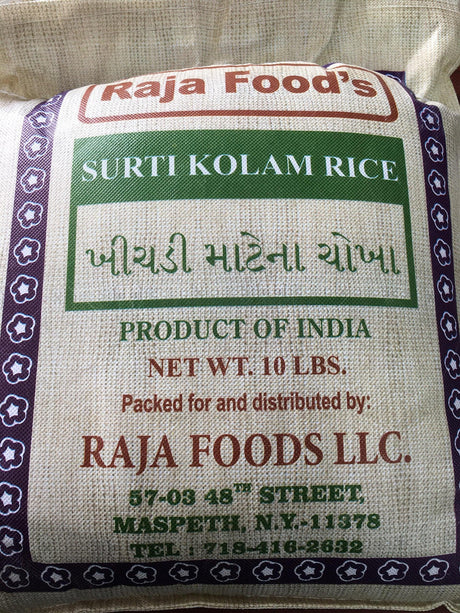 Raja Food's
SURTI KOLAM RICE
ખીચડી માટેના ચોખા
PRODUCT OF INDIA
NET WT. 10 LBS.
Packed for and distributed by:
RAJA FOODS LLC.
57-03 48TH STREET,
MASPETH, N.Y.-11378
TEL : 718-416-2632